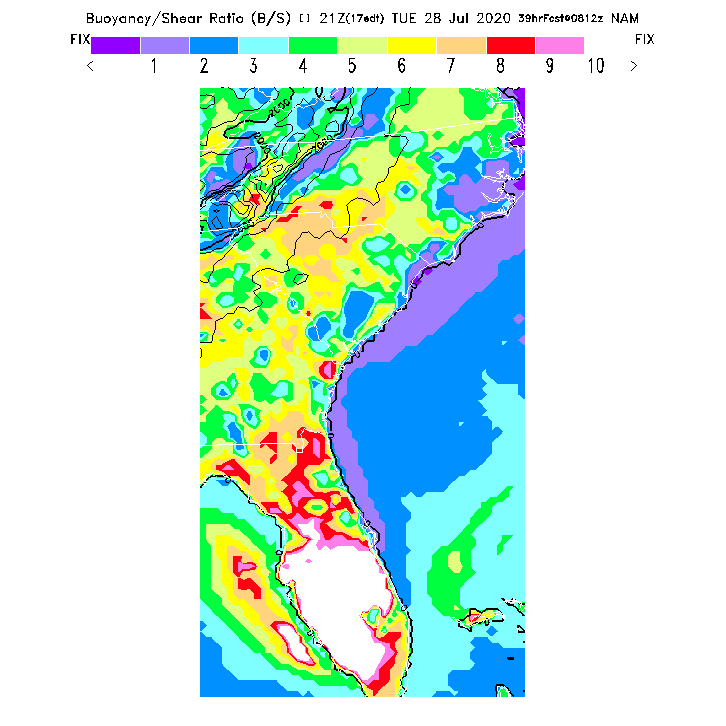 Buoyancy/Shear Ratio (B/S) [] 21Z(17edt) TUE 28 Jul 2020 39hrFcst@0812z NAM
FIX FIX
< 1 2 3 4 5 6 7 8 9 10 >
2000